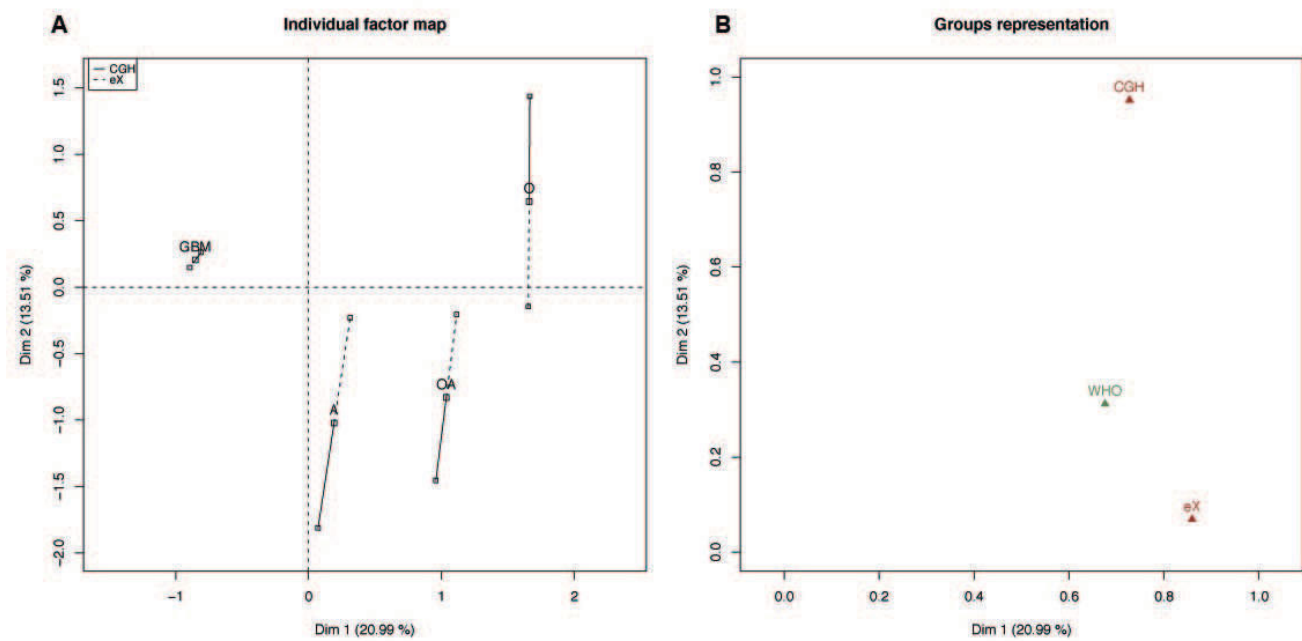 A
Individual factor map
CGH
eX
GBM
O
A
OA
1.5
1.0
0.5
0.0
−0.5
−1.0
−1.5
−2.0
Dim 2 (13.51 %)
−1
0
1
2
Dim 1 (20.99 %)
B
Groups representation
CGH
WHO
eX
1.0
0.8
0.6
0.4
0.2
0.0
Dim 2 (13.51 %)
0.0
0.2
0.4
0.6
0.8
1.0
Dim 1 (20.99 %)